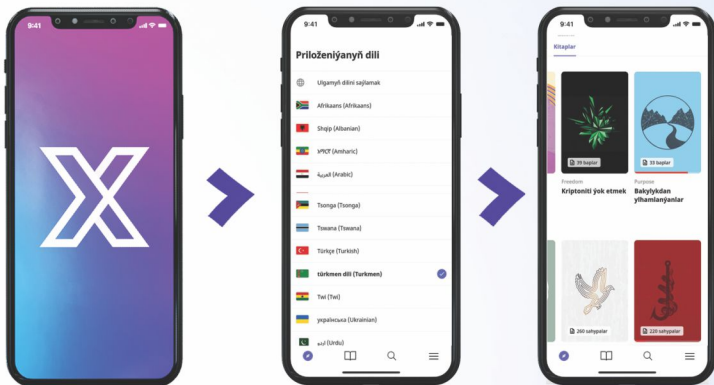 9:41
9:41
Priloženiýanyň dili
Ulgamyň dilini saýlamak
Afrikaans (Afrikaans)
Shqip (Albanian)
አማርኛ (Amharic)
العربية (Arabic)
Tsonga (Tsonga)
Tswana (Tswana)
Türkçe (Turkish)
türkmen dili (Turkmen)
Twi (Twi)
українська (Ukrainian)
اردو (Urdu)
9:41
Kitaplar
39 baplar
33 baplar
Freedom
Kriptoniti ýok etmek
Purpose
Bakylykdan
ylhamlanýanlar
260 sahypalar
220 sahypalar